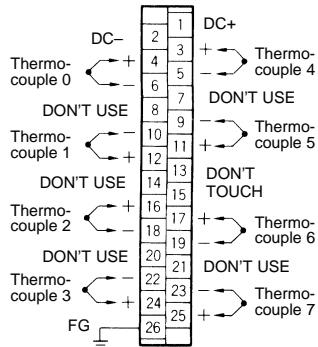 1 DC+
DC– 2
3 +
+ 4
Thermo-
couple 0
Thermo-
couple 4
5 –
– 6
7 DON'T USE
DON'T USE 8
9 –
– 10
Thermo-
couple 1
Thermo-
couple 5
11 +
+ 12
13 DON'T
TOUCH
DON'T USE 14
15
+ 16
Thermo-
couple 2
17 +
– 18
Thermo-
couple 6
19 –
DON'T USE 20
21 DON'T USE
– 22
Thermo-
couple 3
23 –
+ 24
Thermo-
couple 7
25 +
FG 26